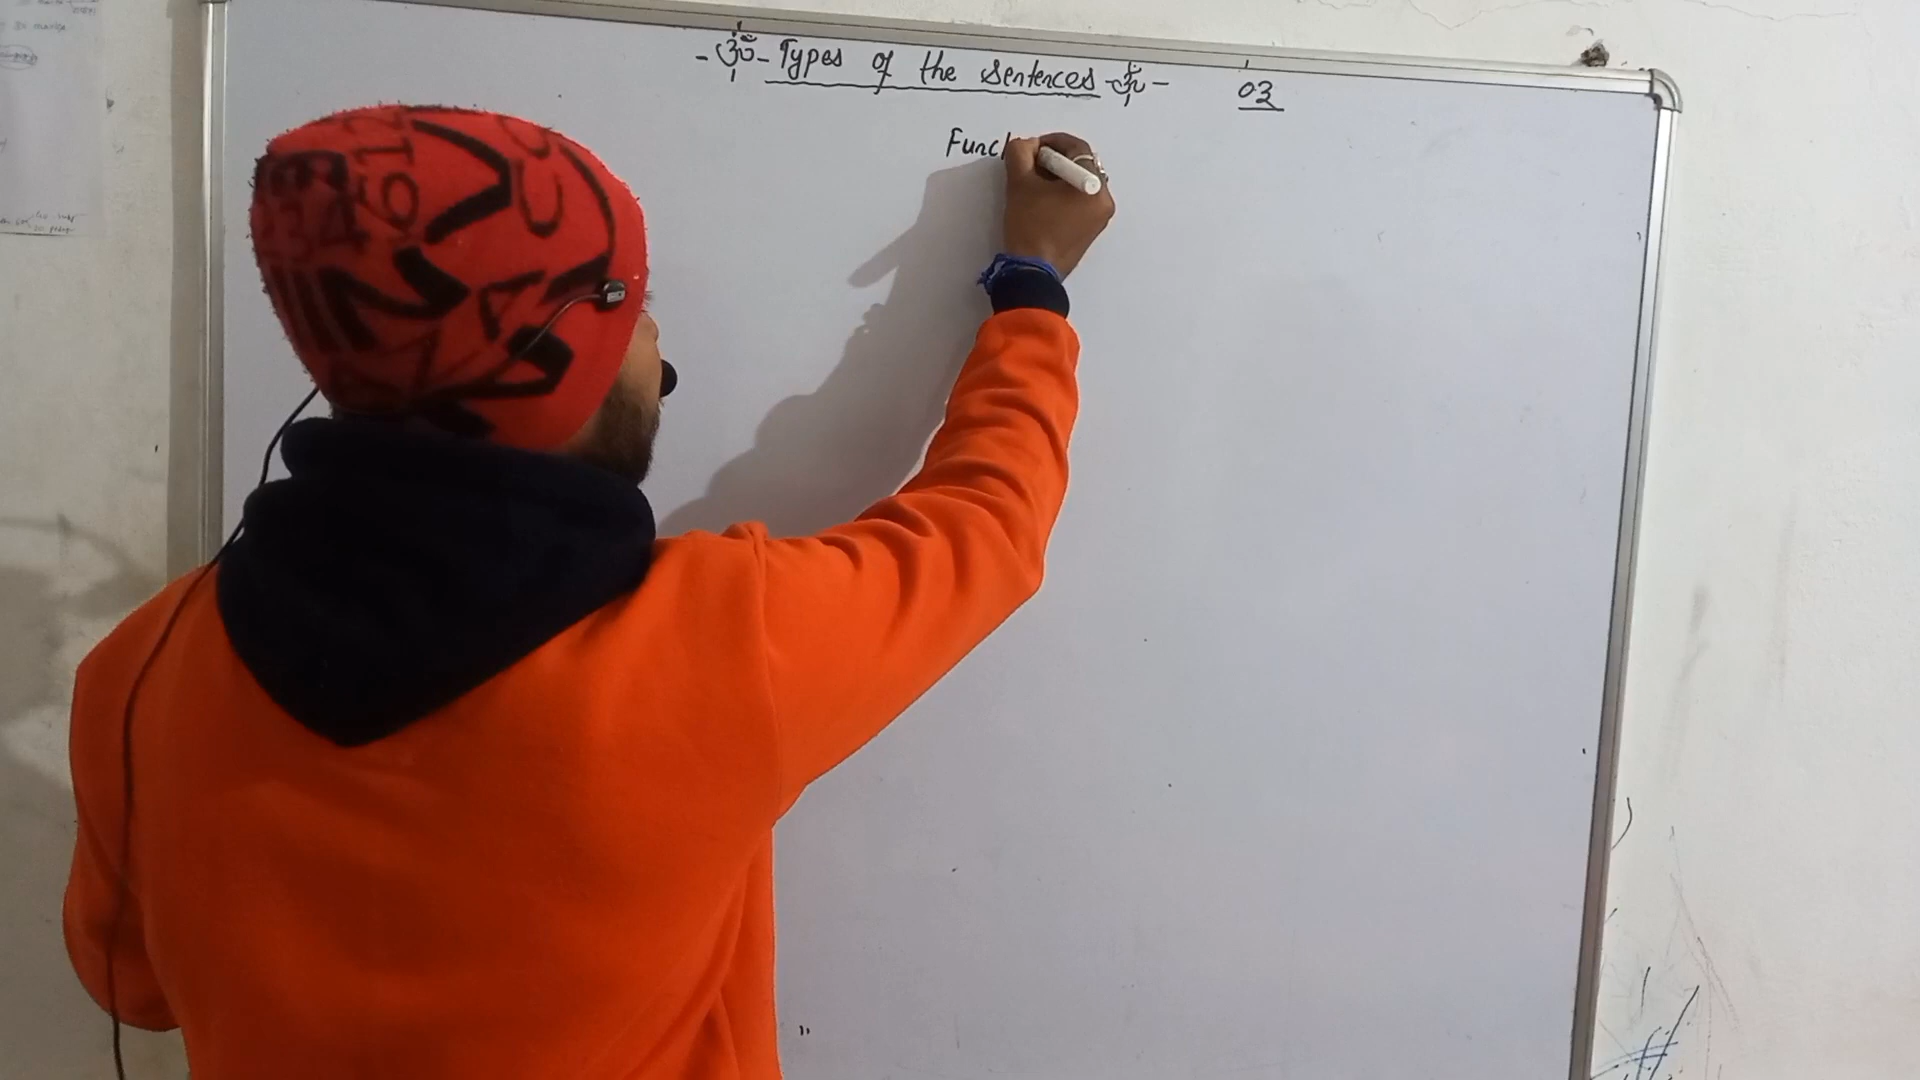 Types of the Sentences 03
Funct